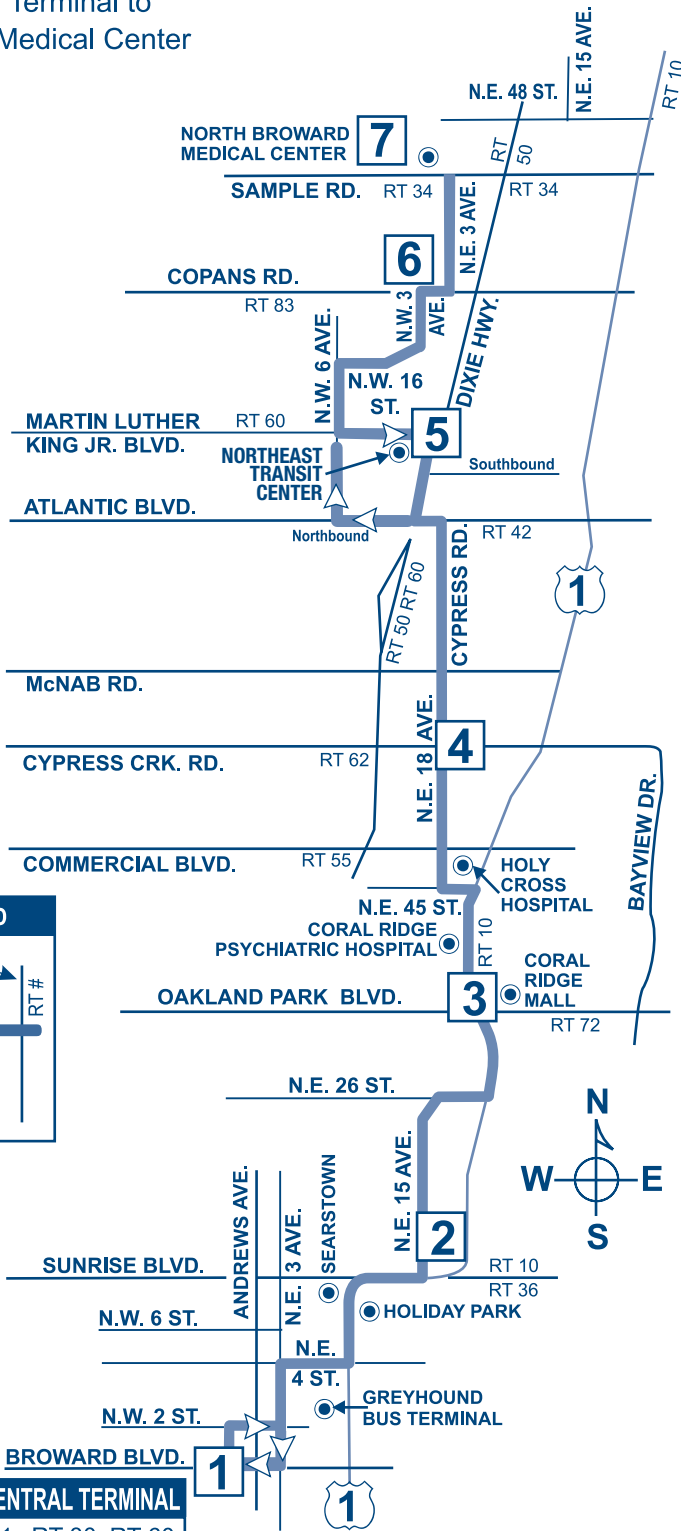 Terminal to
Medical Center
N.E. 15 AVE.
RT 10
N.E. 48 ST.
NORTH BROWARD
MEDICAL CENTER
7
RT
50
SAMPLE RD.
RT 34
RT 34
N.E. 3 AVE.
6
COPANS RD.
RT 83
N.W. 3
AVE.
DIXIE HWY.
N.W. 6 AVE.
N.W. 16
ST.
MARTIN LUTHER
KING JR. BLVD.
RT 60
5
NORTHEAST
TRANSIT
CENTER
Southbound
ATLANTIC BLVD.
Northbound
RT 42
CYPRESS RD.
RT 50 RT 60
1
McNAB RD.
N.E. 18 AVE.
4
CYPRESS CRK. RD.
RT 62
BAYVIEW DR.
COMMERCIAL BLVD.
RT 55
HOLY
CROSS
HOSPITAL
N.E. 45 ST.
CORAL RIDGE
PSYCHIATRIC HOSPITAL
RT 10
CORAL
RIDGE
MALL
RT #
OAKLAND PARK BLVD.
3
RT 72
N.E. 26 ST.
N
W
E
S
N.E. 15 AVE.
2
ANDREWS AVE.
N.E. 3 AVE.
SEARSTOWN
SUNRISE BLVD.
RT 10
RT 36
HOLIDAY PARK
N.W. 6 ST.
N.E.
4 ST.
GREYHOUND
BUS TERMINAL
N.W. 2 ST.
BROWARD BLVD.
1
1
ENTRAL TERMINAL